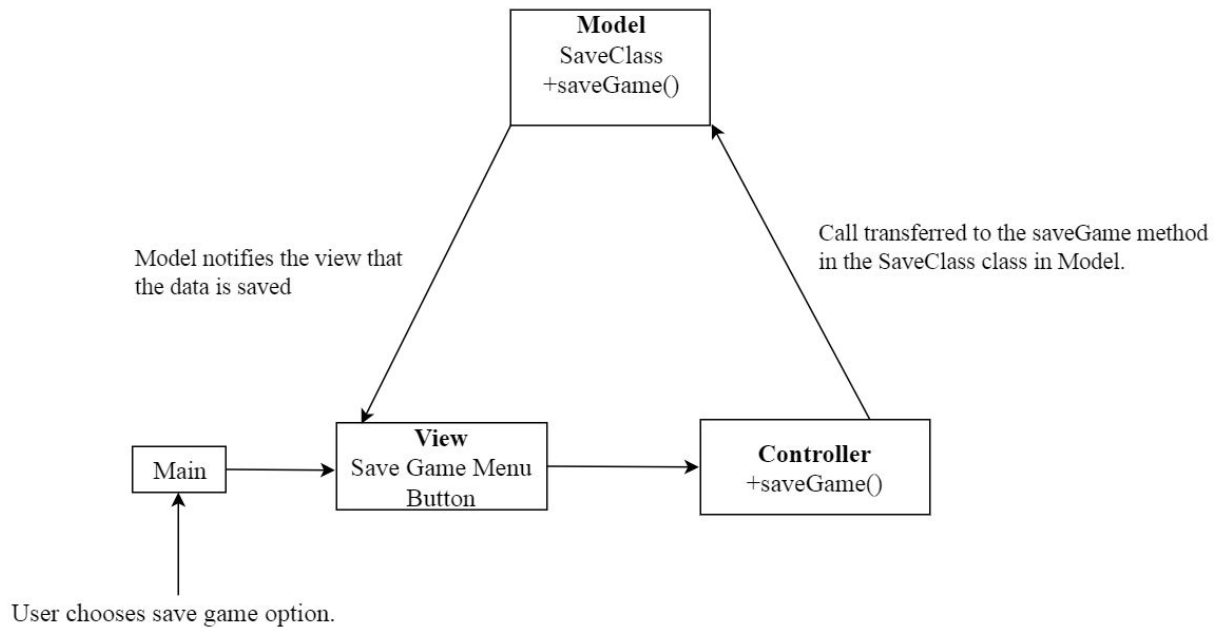 Model
SaveClass
+saveGame()
Model notifies the view that
the data is saved
Call transferred to the saveGame method
in the SaveClass class in Model.
Main
View
Save Game Menu
Button
Controller
+saveGame()
User chooses save game option.